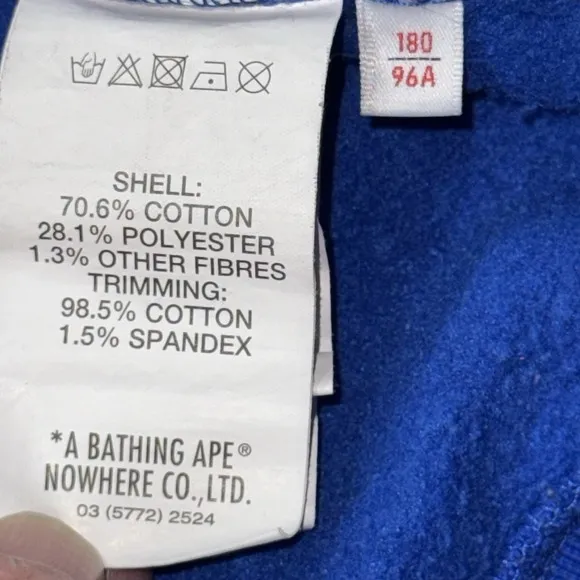 180
96A
SHELL:
70.6% COTTON
28.1% POLYESTER
1.3% OTHER FIBRES
TRIMMING:
98.5% COTTON
1.5% SPANDEX
*A BATHING APE®
NOWHERE CO.,LTD.
03 (5772) 2524